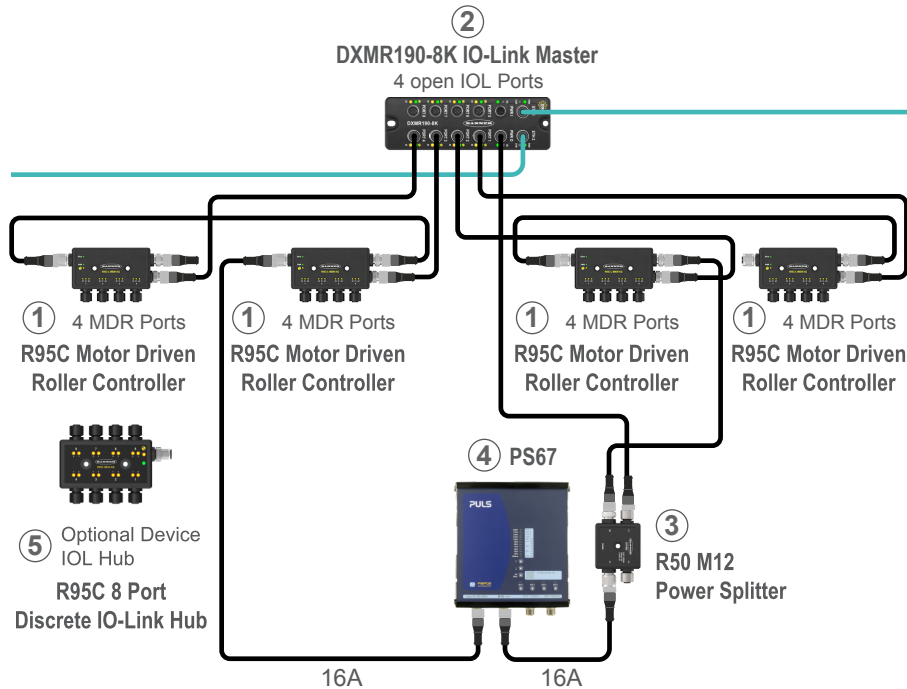 2
DXMR190-8K IO-Link Master
4 open IOL Ports
DXMR190-8K
BANNER
1
4 MDR Ports
R95C Motor Driven
Roller Controller
1
4 MDR Ports
R95C Motor Driven
Roller Controller
1
4 MDR Ports
R95C Motor Driven
Roller Controller
1
4 MDR Ports
R95C Motor Driven
Roller Controller
4
PS67
PULS
3
R50 M12
Power Splitter
5
Optional Device
IOL Hub
R95C 8 Port
Discrete IO-Link Hub
16A
16A